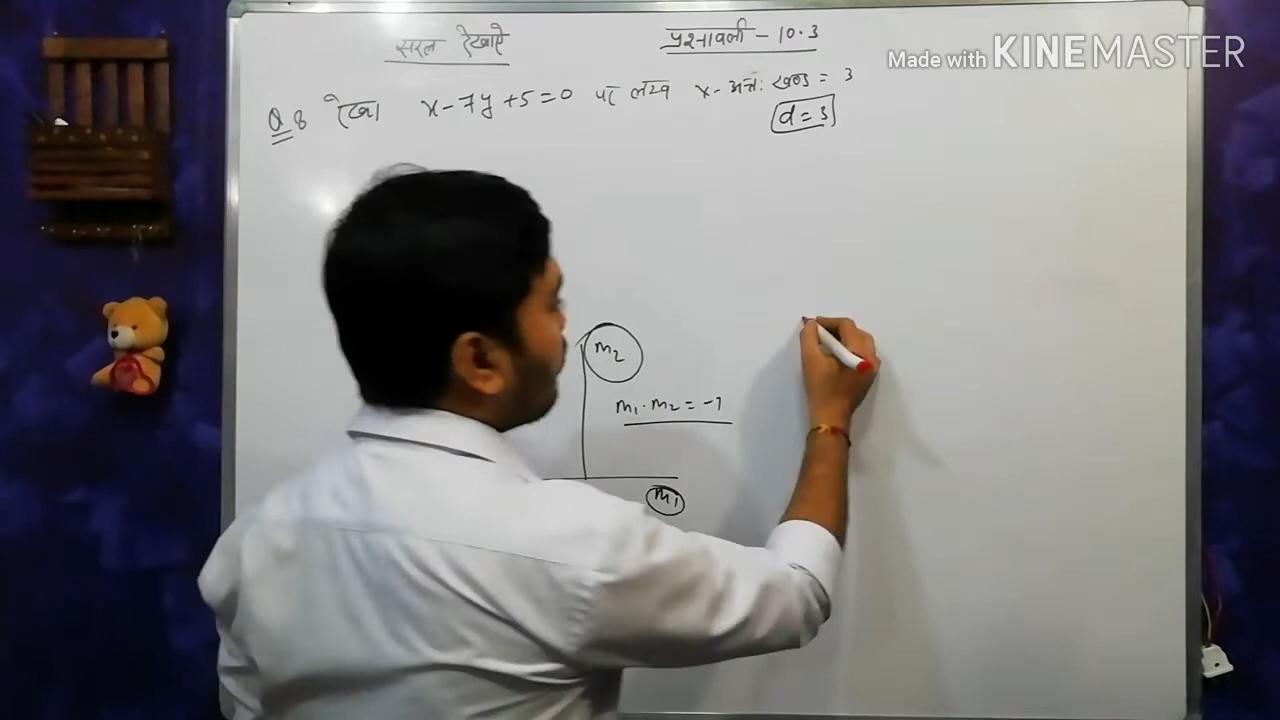 सरल रेखाऐ
प्रश्नावली - 10.3
Made with KINEMASTER
Q 8 रेखा x - 7y + 5 = 0 पर लम्ब x - अन्तः खण्ड = 3
d = 3
m₂
m₁ · m₂ = -1
m₁